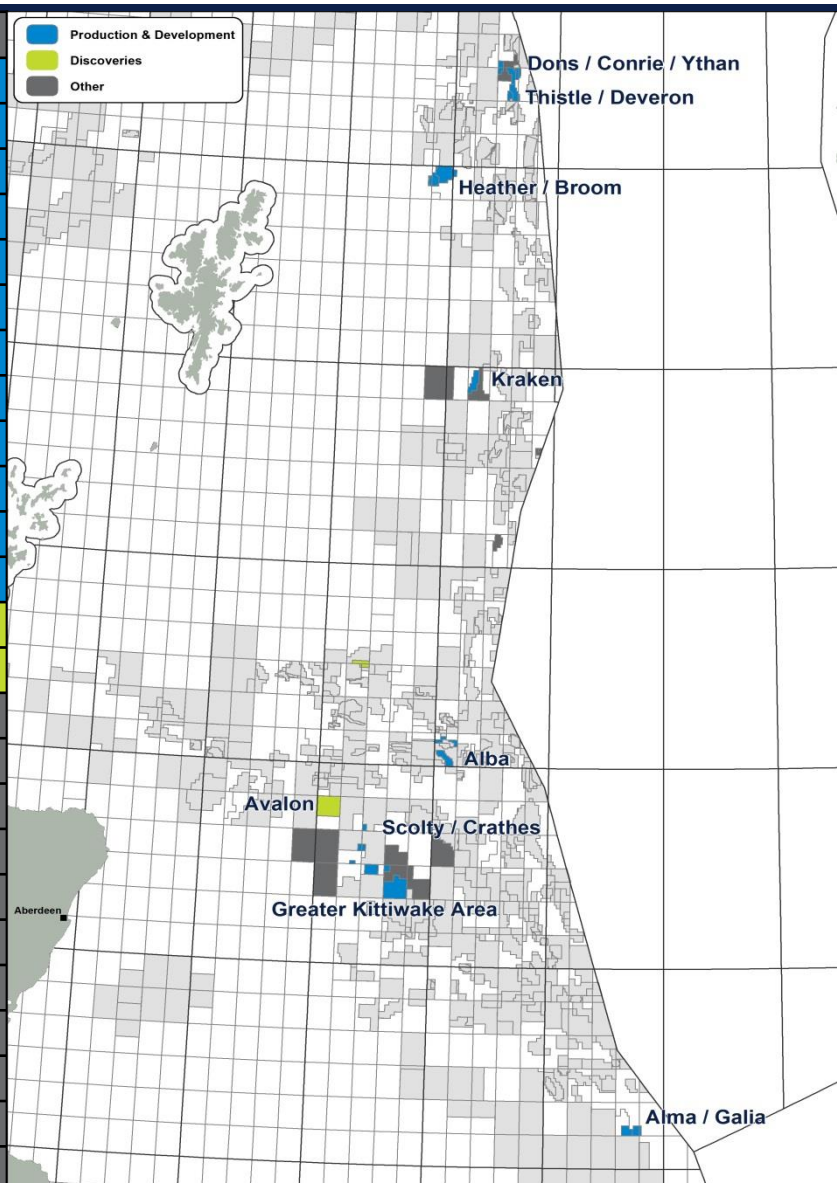 Production & Development
Discoveries
Other
Dons / Conrie / Ythan
Thistle / Deveron
Heather / Broom
Kraken
Alba
Avalon
Scolty / Crathes
Greater Kittiwake Area
Aberdeen
Alma / Galia